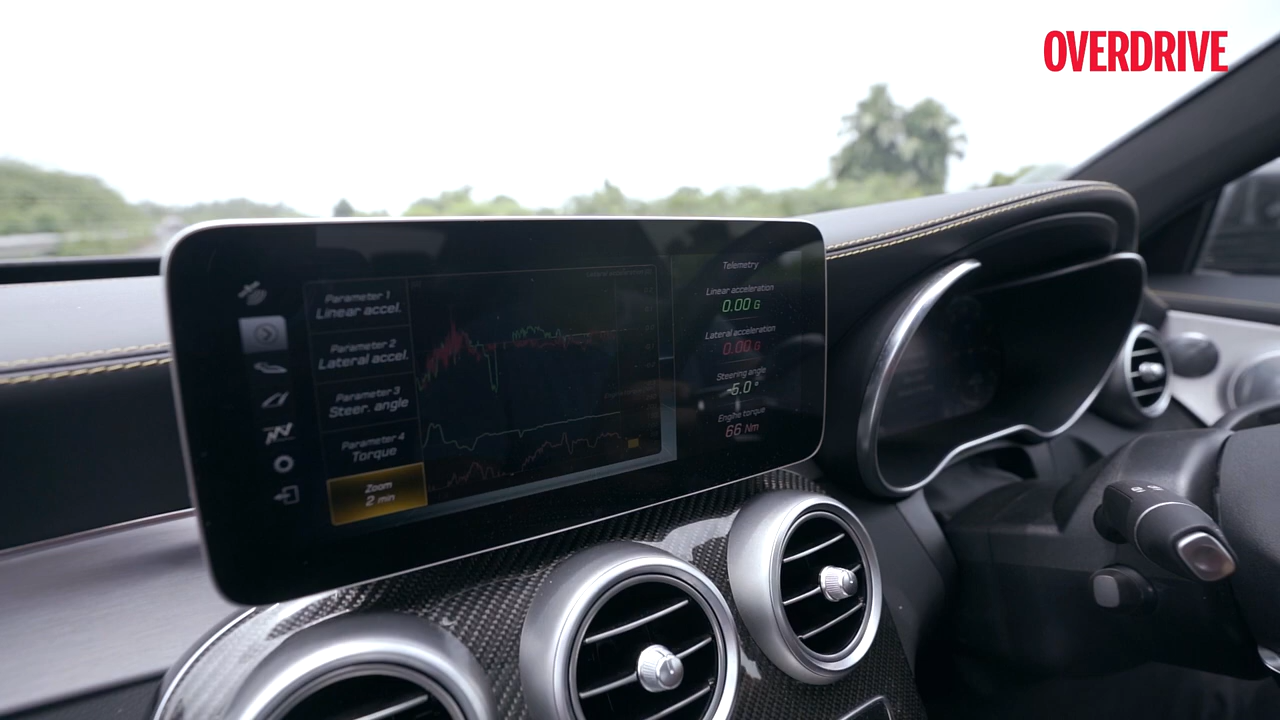 OVERDRIVE
Parameter 1
Linear accel.
Parameter 2
Lateral accel.
Parameter 3
Steer. angle
Parameter 4
Torque
Zoom
2 min
Telemetry
Linear acceleration
0.00 G
Lateral acceleration
0.00 G
Steering angle
-5.0 °
Engine torque
66 Nm